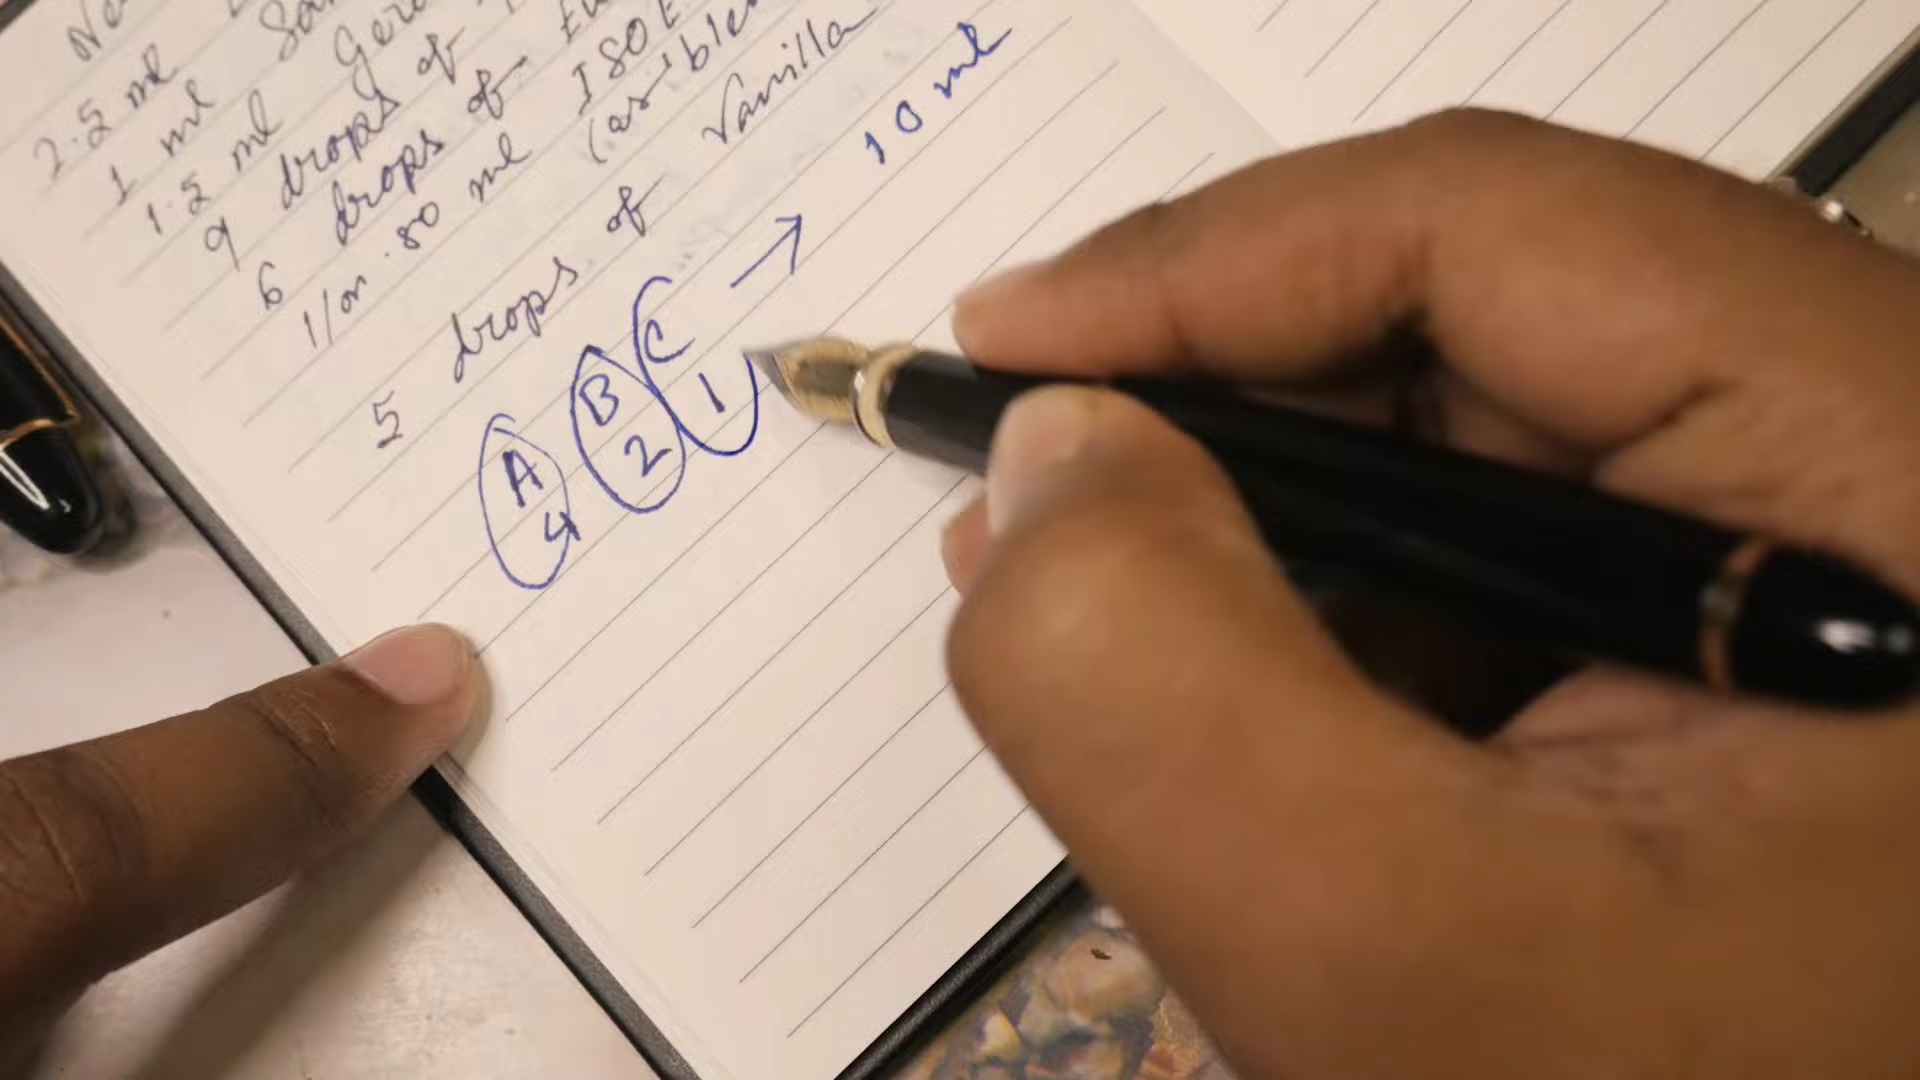 2.5 ml
1 ml
1.5 ml
9 drops of
6 drops of
1/or .80 ml ISO E
5 drops of Vanilla
A B C → 10 ml
4 2 1